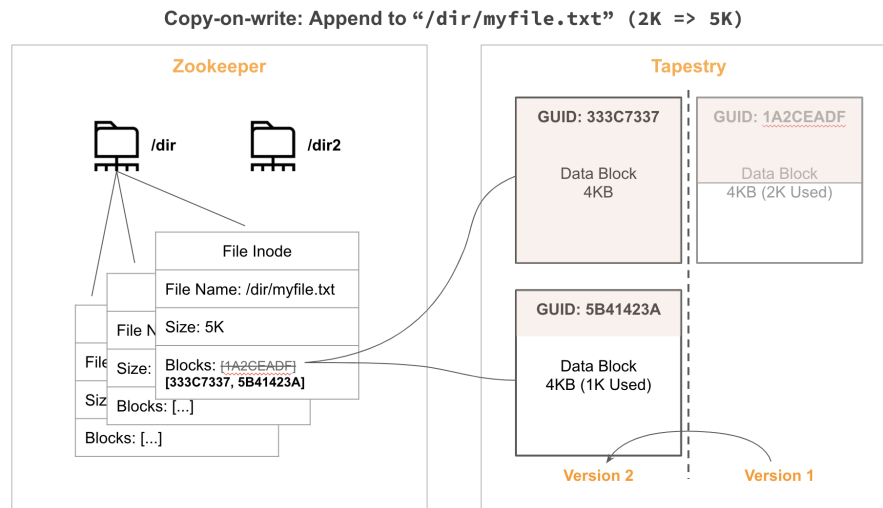 Copy-on-write: Append to “/dir/myfile.txt” (2K => 5K)
Zookeeper
/dir
/dir2
File Inode
File Name: /dir/myfile.txt
Size: 5K
Blocks: [1A2CEADF]
[333C7337, 5B41423A]
File N
Size:
Blocks: [...]
File
Siz
Blocks: [...]
Tapestry
GUID: 333C7337
Data Block
4KB
GUID: 1A2CEADF
Data Block
4KB (2K Used)
GUID: 5B41423A
Data Block
4KB (1K Used)
Version 2
Version 1